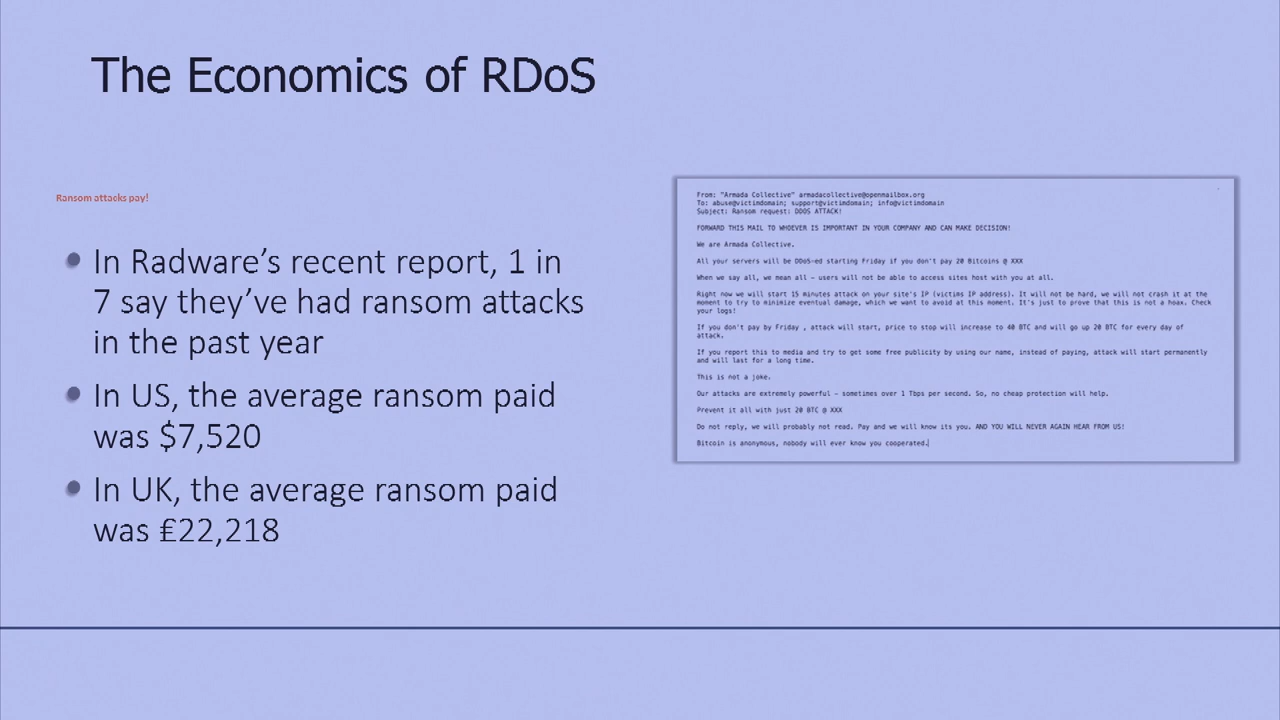 The Economics of RDoS
Ransom attacks pay!
In Radware's recent report, 1 in
7 say they've had ransom attacks
in the past year
In US, the average ransom paid
was $7,520
In UK, the average ransom paid
was £22,218
From: "Armada Collective" armadacollective@openmailbox.org
To: abuse@victimdomain; support@victimdomain; info@victimdomain
Subject: Ransom request: DDOS ATTACK!
FORWARD THIS MAIL TO WHOEVER IS IMPORTANT IN YOUR COMPANY AND CAN MAKE DECISION!
We are Armada Collective.
All your servers will be DDoS-ed starting Friday if you don't pay 20 Bitcoins @ XXX
When we say all, we mean all – users will not be able to access sites host with you at all.
Right now we will start 15 minutes attack on your site's IP (victims IP address). It will not be hard, we will not crash it at the
moment to try to minimize eventual damage, which we want to avoid at this moment. It's just to prove that this is not a hoax. Check
your logs!
If you don't pay by Friday , attack will start, price to stop will increase to 40 BTC and will go up 20 BTC for every day of
attack.
If you report this to media and try to get some free publicity by using our name, instead of paying, attack will start permanently
and will last for a long time.
This is not a joke.
Our attacks are extremely powerful – sometimes over 1 Tbps per second. So, no cheap protection will help.
Prevent it all with just 20 BTC @ XXX
Do not reply, we will probably not read. Pay and we will know its you. AND YOU WILL NEVER AGAIN HEAR FROM US!
Bitcoin is anonymous, nobody will ever know you cooperated.